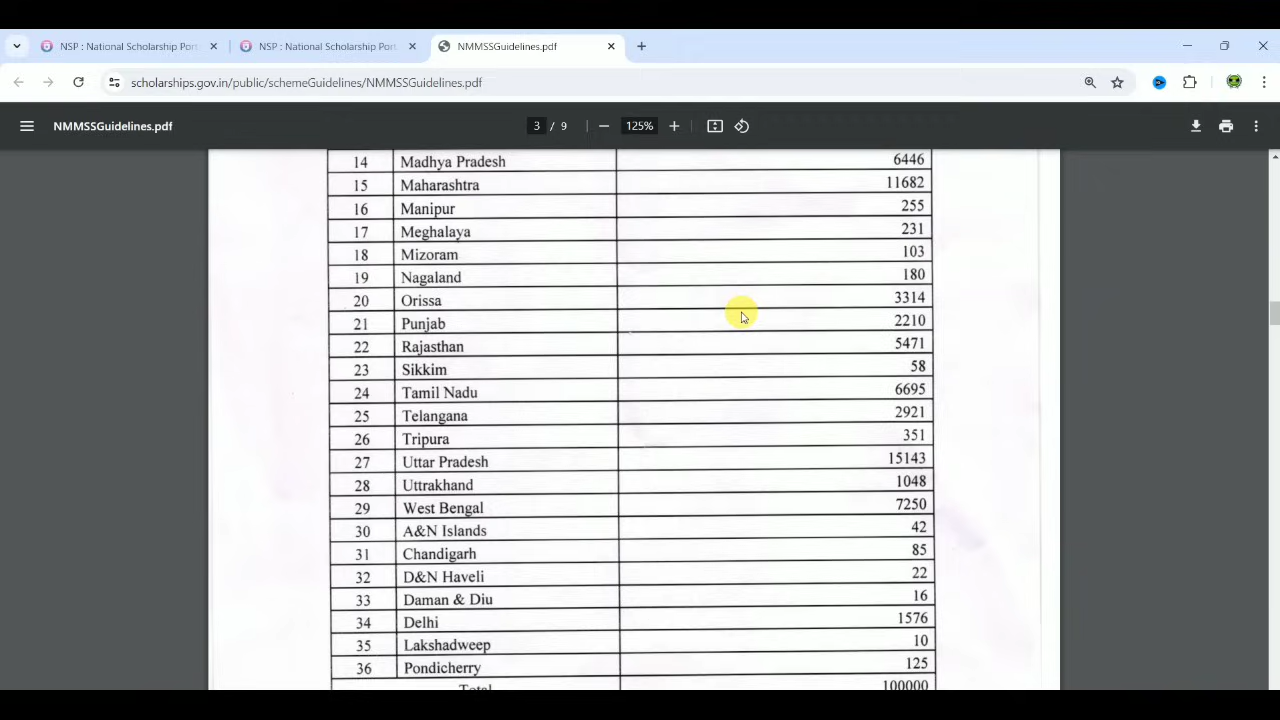 NSP : National Scholarship Port
NSP : National Scholarship Port
NMMSSGuidelines.pdf
scholarships.gov.in/public/schemeGuidelines/NMMSSGuidelines.pdf
NMMSSGuidelines.pdf 3 / 9 125%
14 Madhya Pradesh 6446
15 Maharashtra 11682
16 Manipur 255
17 Meghalaya 231
18 Mizoram 103
19 Nagaland 180
20 Orissa 3314
21 Punjab 2210
22 Rajasthan 5471
23 Sikkim 58
24 Tamil Nadu 6695
25 Telangana 2921
26 Tripura 351
27 Uttar Pradesh 15143
28 Uttrakhand 1048
29 West Bengal 7250
30 A&N Islands 42
31 Chandigarh 85
32 D&N Haveli 22
33 Daman & Diu 16
34 Delhi 1576
35 Lakshadweep 10
36 Pondicherry 125
Total 100000